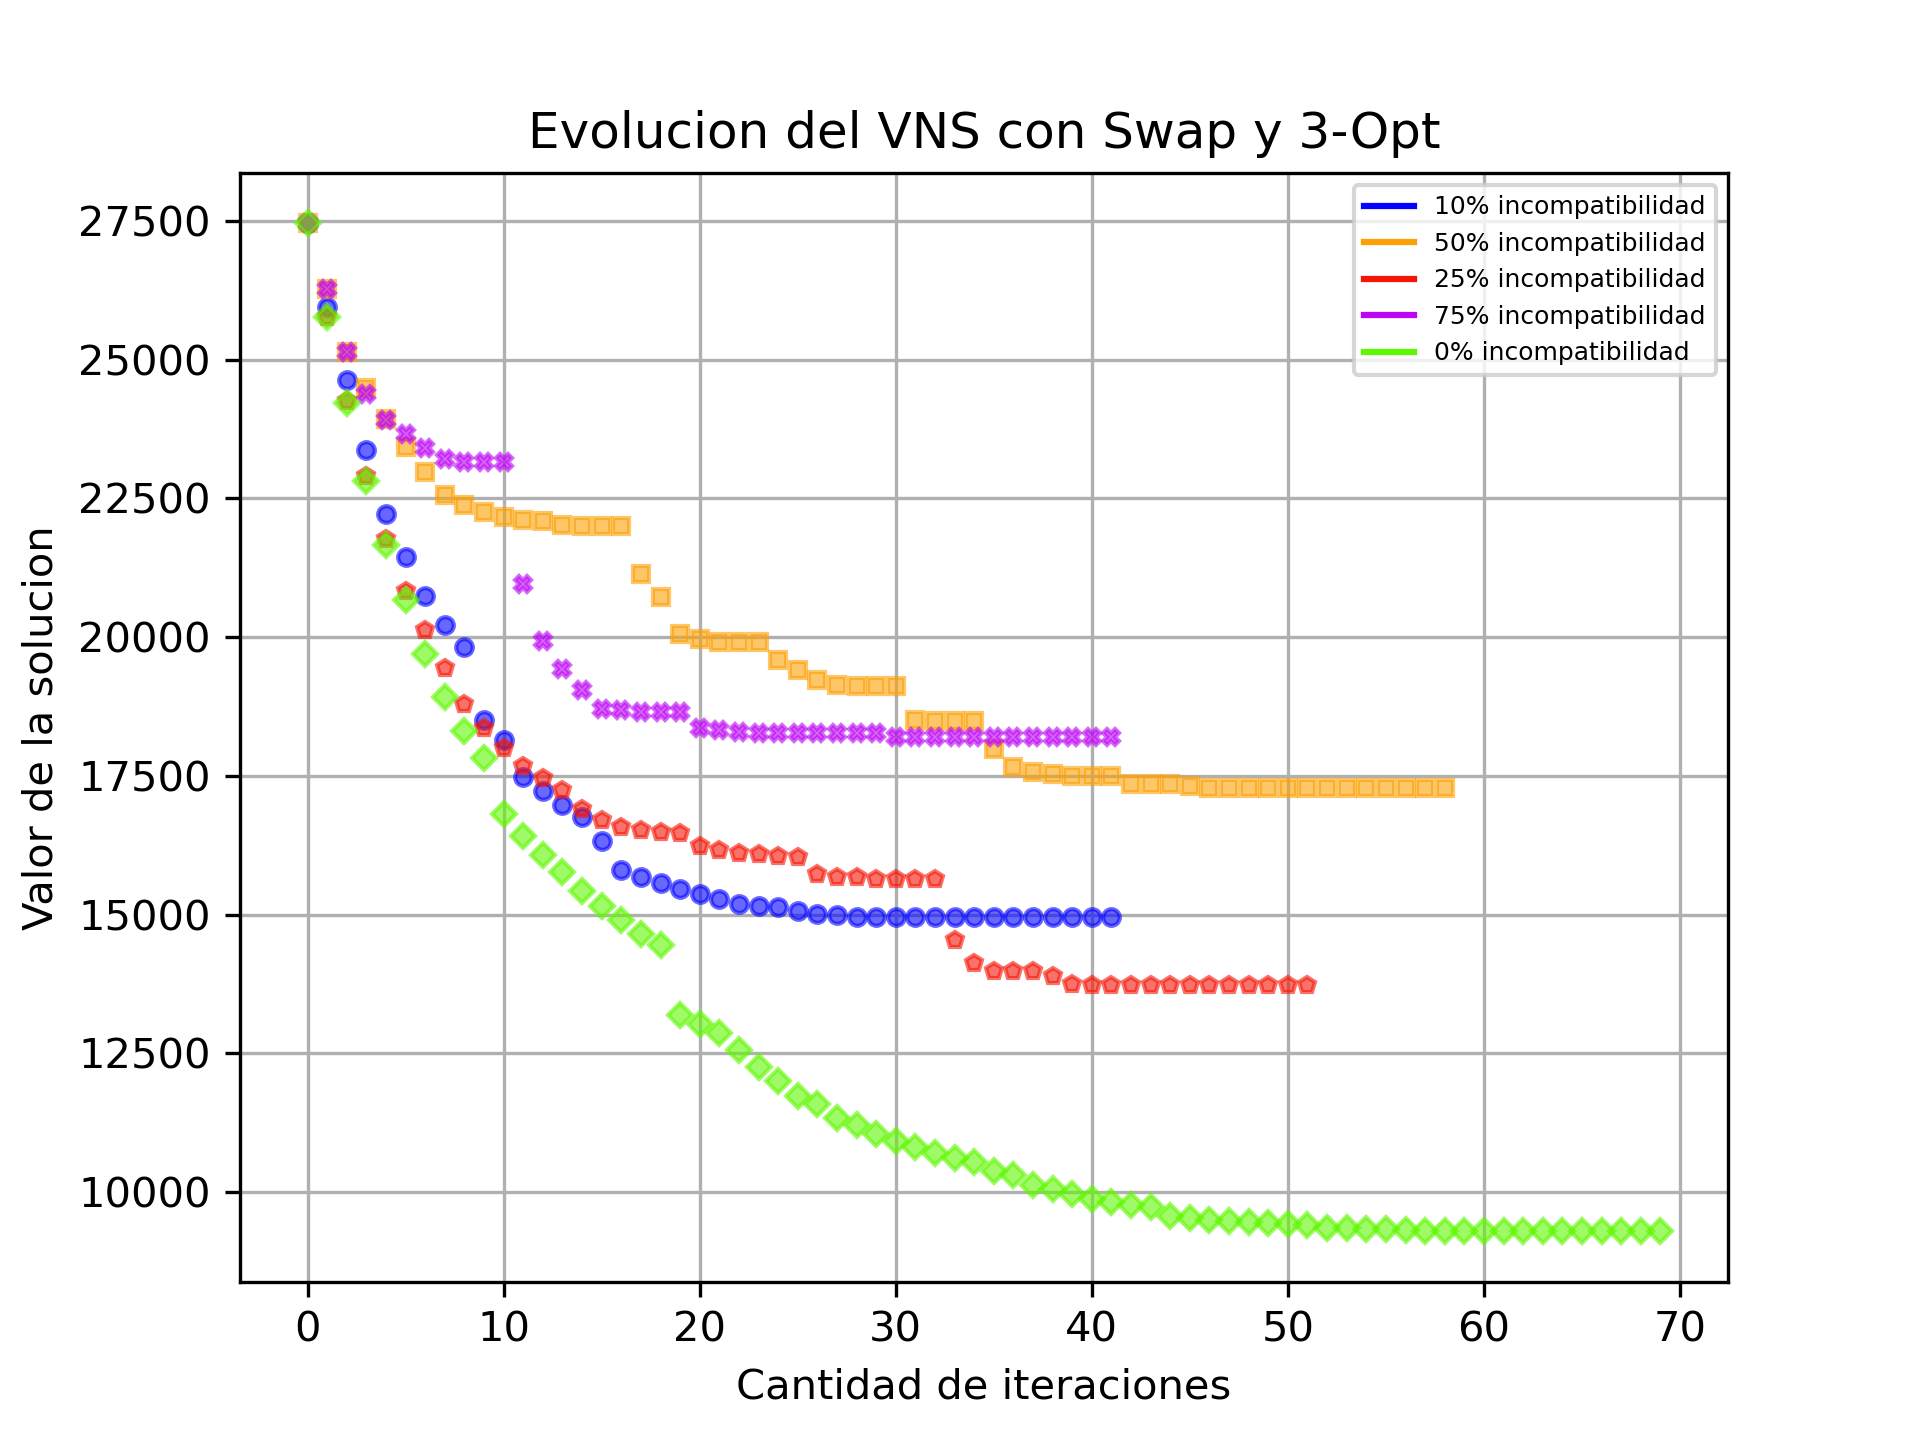 Evolucion del VNS con Swap y 3-Opt
10% incompatibilidad
50% incompatibilidad
25% incompatibilidad
75% incompatibilidad
0% incompatibilidad
Valor de la solucion
27500
25000
22500
20000
17500
15000
12500
10000
0 10 20 30 40 50 60 70
Cantidad de iteraciones